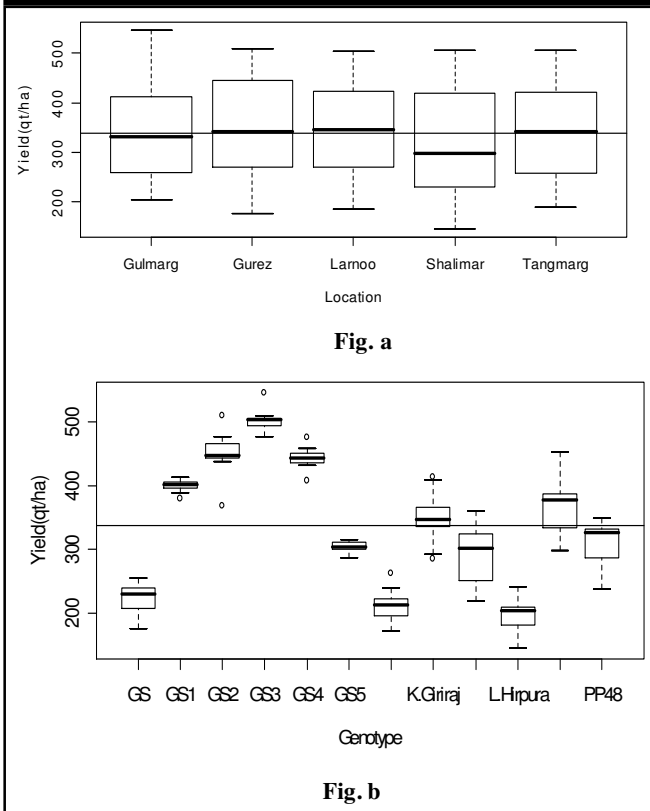 Yield(qt/ha)
500
400
300
200
Gulmarg Gurez Larnoo Shalimar Tangmarg
Location
Fig. a
Yield(qt/ha)
500
400
300
200
GS GS1 GS2 GS3 GS4 GS5 K.Giriraj L.Hirpura PP48
Genotype
Fig. b